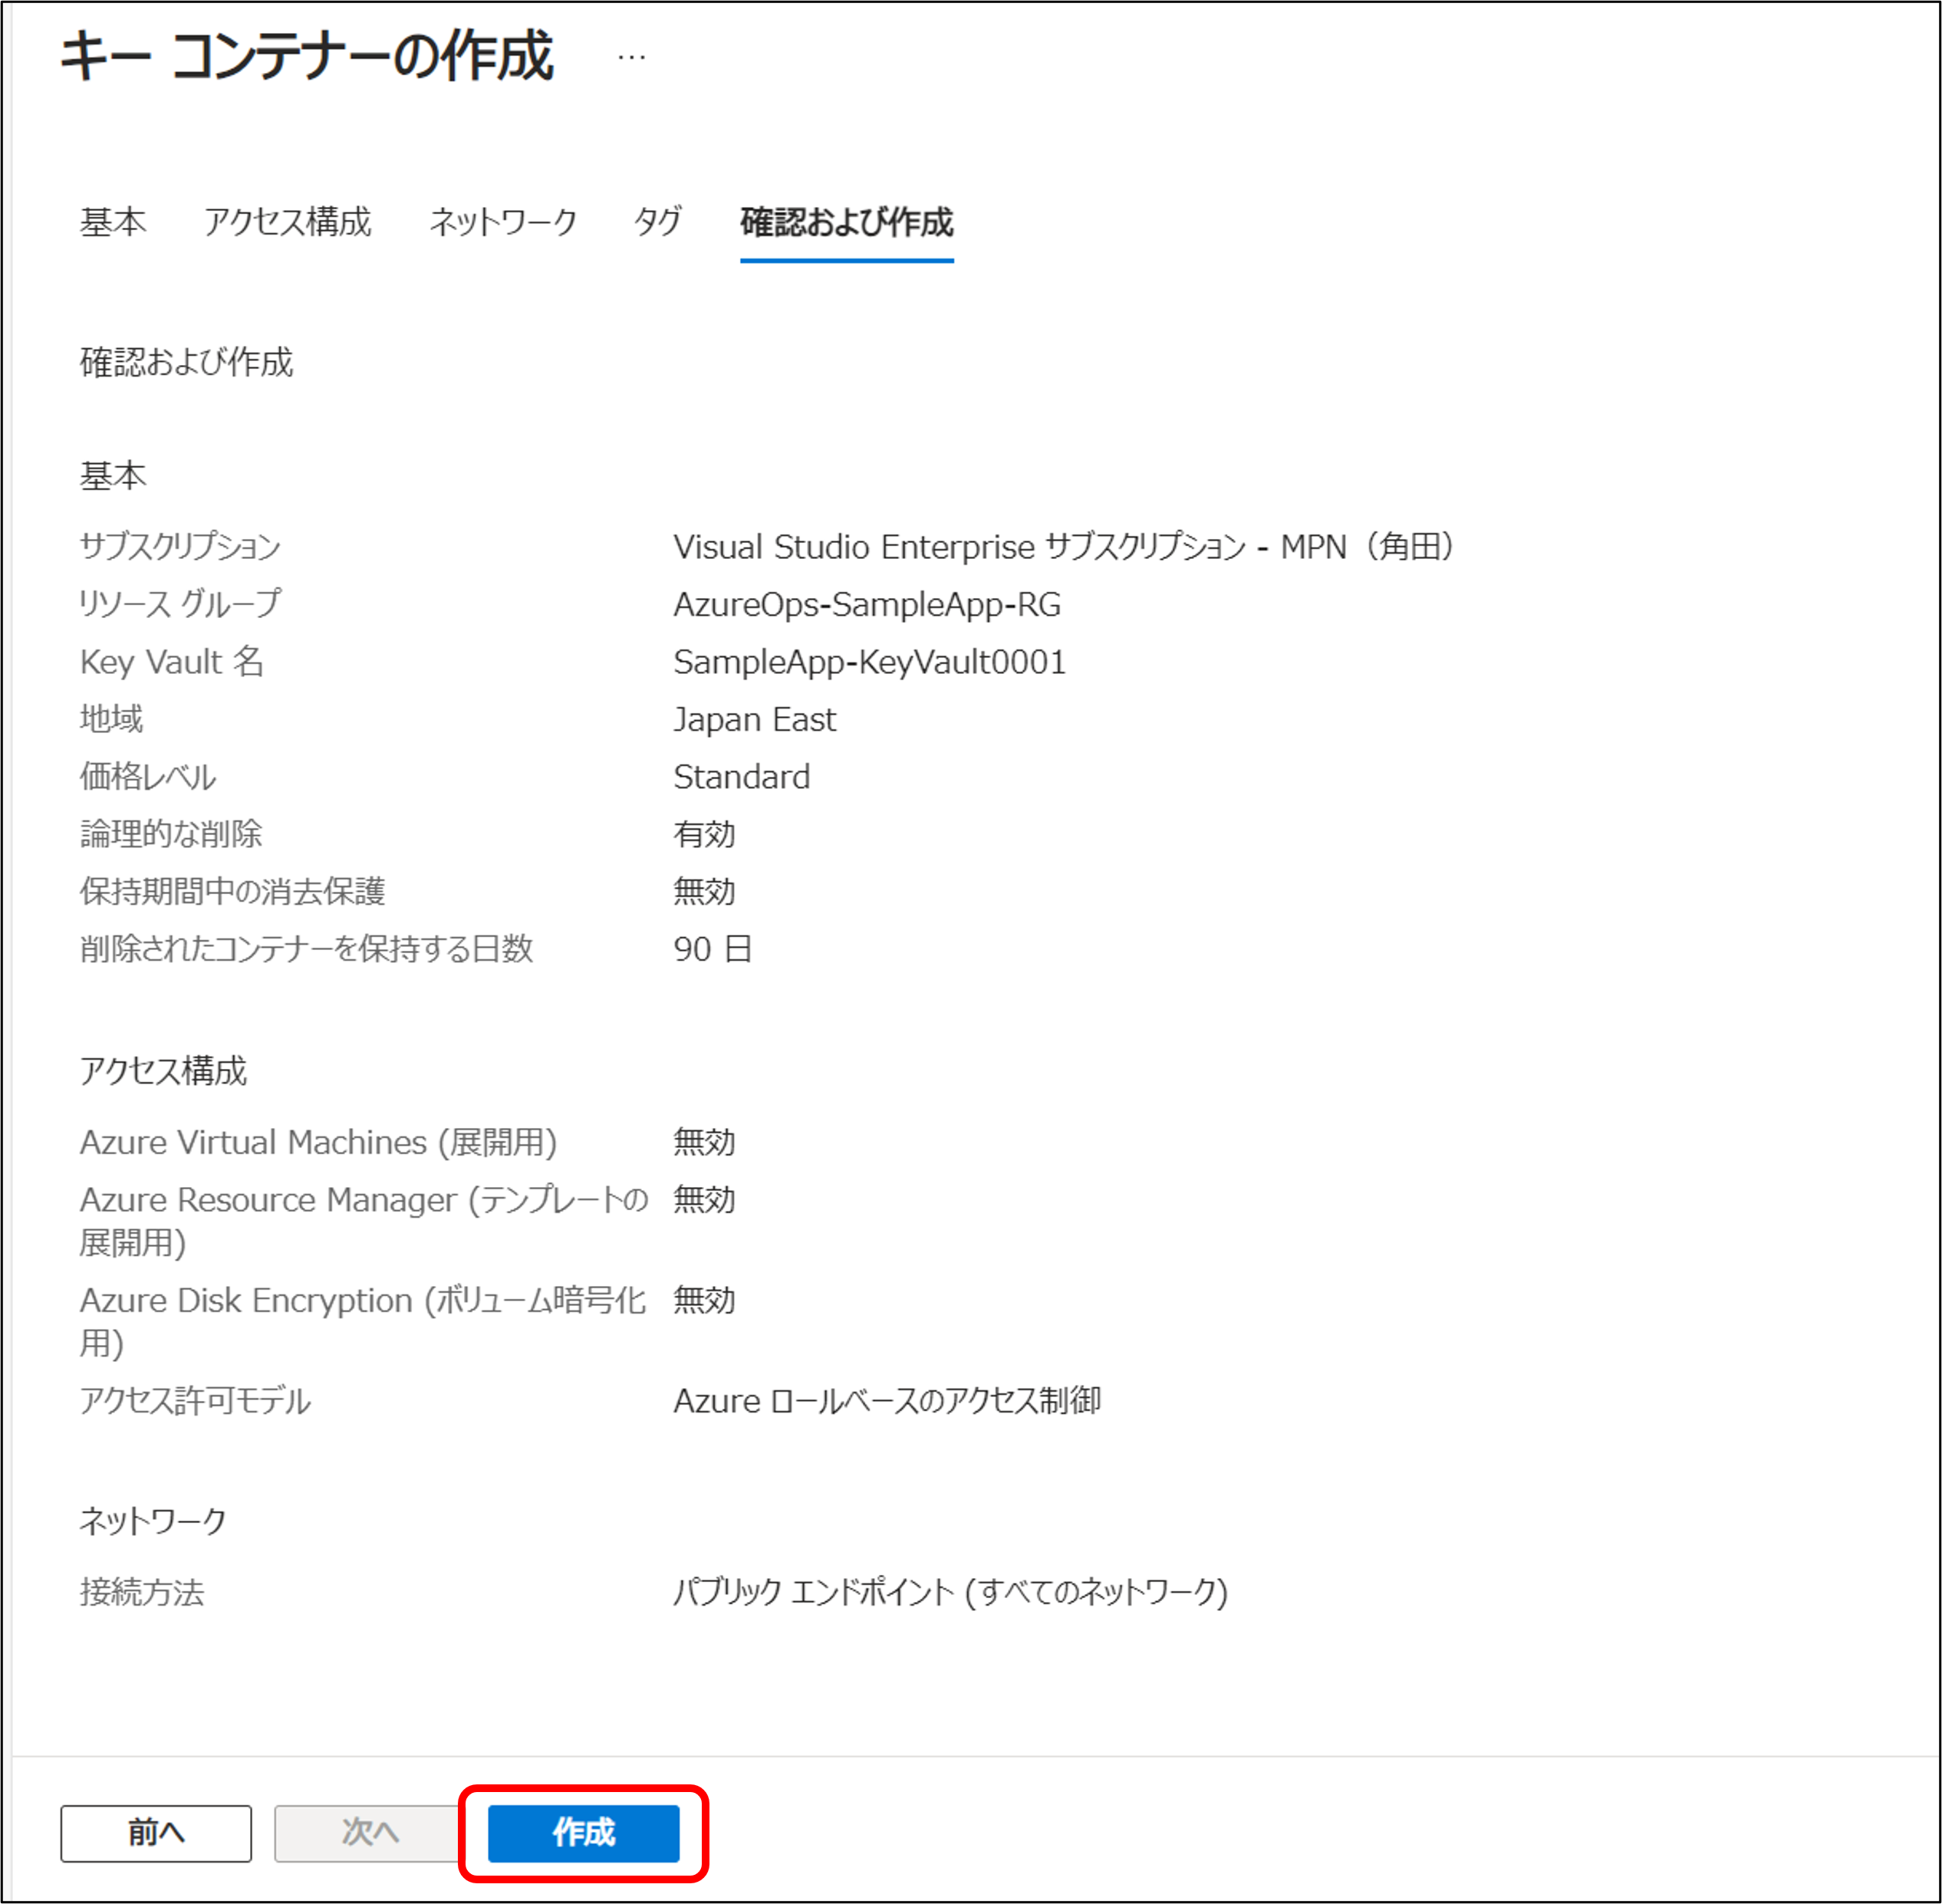 キー コンテナーの作成 …
基本 アクセス構成 ネットワーク タグ 確認および作成
確認および作成
基本
サブスクリプション Visual Studio Enterprise サブスクリプション - MPN（角田）
リソース グループ AzureOps-SampleApp-RG
Key Vault 名 SampleApp-KeyVault0001
地域 Japan East
価格レベル Standard
論理的な削除 有効
保持期間中の消去保護 無効
削除されたコンテナーを保持する日数 90 日
アクセス構成
Azure Virtual Machines (展開用) 無効
Azure Resource Manager (テンプレートの 無効
展開用)
Azure Disk Encryption (ボリューム暗号化 無効
用)
アクセス許可モデル Azure ロールベースのアクセス制御
ネットワーク
接続方法 パブリック エンドポイント (すべてのネットワーク)
前へ 次へ 作成